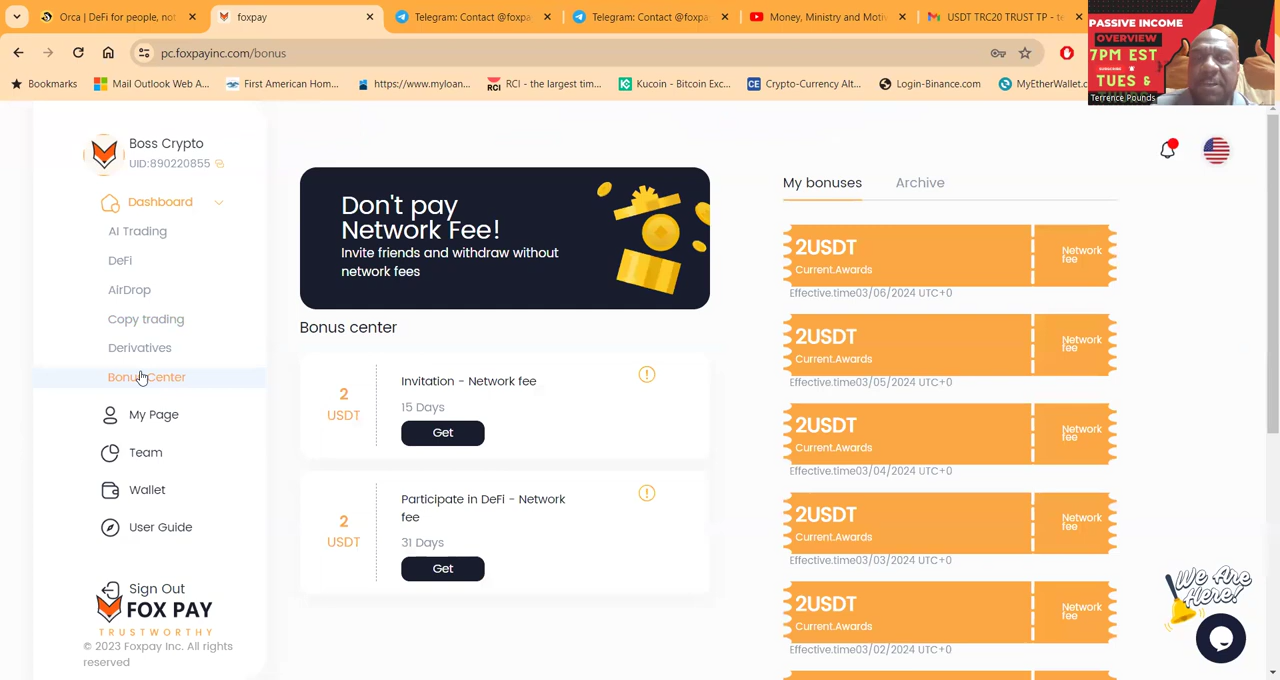 Orca | DeFi for people, not
foxpay
Telegram: Contact @foxpa
Telegram: Contact @foxpa
Money, Ministry and Moti
USDT TRC20 TRUST TP - te
pc.foxpayinc.com/bonus
Bookmarks
Mail Outlook Web A...
First American Hom...
https://www.myloan...
RCI
RCI - the largest tim...
Kucoin - Bitcoin Exc...
CE
Crypto-Currency Alt...
Login-Binance.com
MyEtherWallet.c
PASSIVE INCOME
OVERVIEW
7PM EST
TUES &
Terrence Pounds
Boss Crypto
UID:890220855
Dashboard
AI Trading
DeFi
AirDrop
Copy trading
Derivatives
Bonus Center
My Page
Team
Wallet
User Guide
Sign Out
FOX PAY
TRUSTWORTHY
© 2023 Foxpay Inc. All rights
reserved
Don't pay
Network Fee!
Invite friends and withdraw without
network fees
Bonus center
2
USDT
Invitation - Network fee
15 Days
Get
2
USDT
Participate in DeFi - Network
fee
31 Days
Get
My bonuses
Archive
2USDT
Current.Awards
Network
fee
Effective.time03/06/2024 UTC+0
2USDT
Current.Awards
Network
fee
Effective.time03/05/2024 UTC+0
2USDT
Current.Awards
Network
fee
Effective.time03/04/2024 UTC+0
2USDT
Current.Awards
Network
fee
Effective.time03/03/2024 UTC+0
2USDT
Current.Awards
Network
fee
Effective.time03/02/2024 UTC+0
We Are
Here!